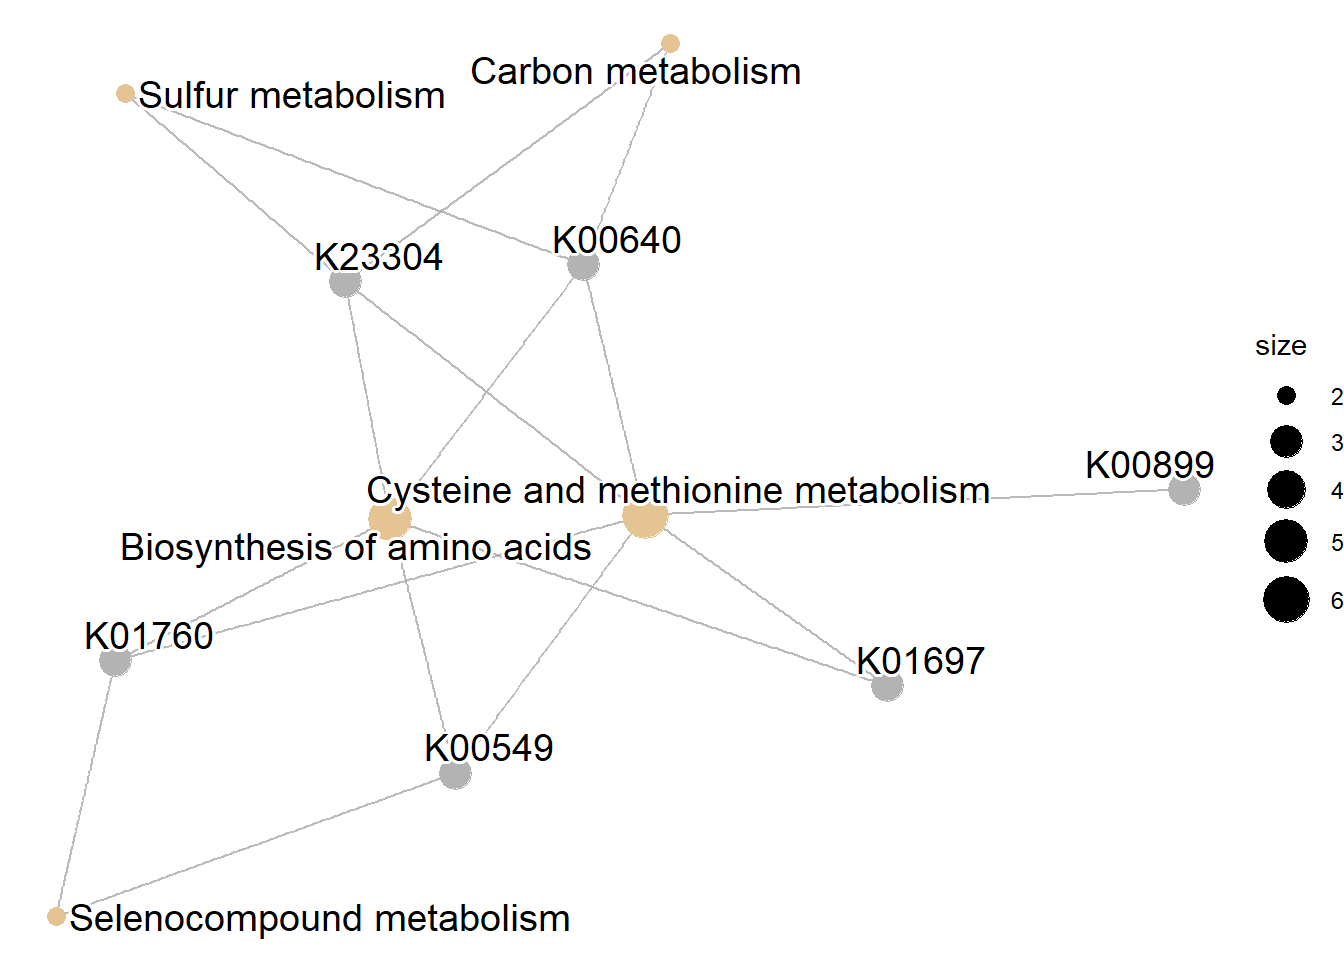 Carbon metabolism
Sulfur metabolism
K23304
K00640
size
2
3
4
5
6
K00899
Cysteine and methionine metabolism
Biosynthesis of amino acids
K01760
K01697
K00549
Selenocompound metabolism